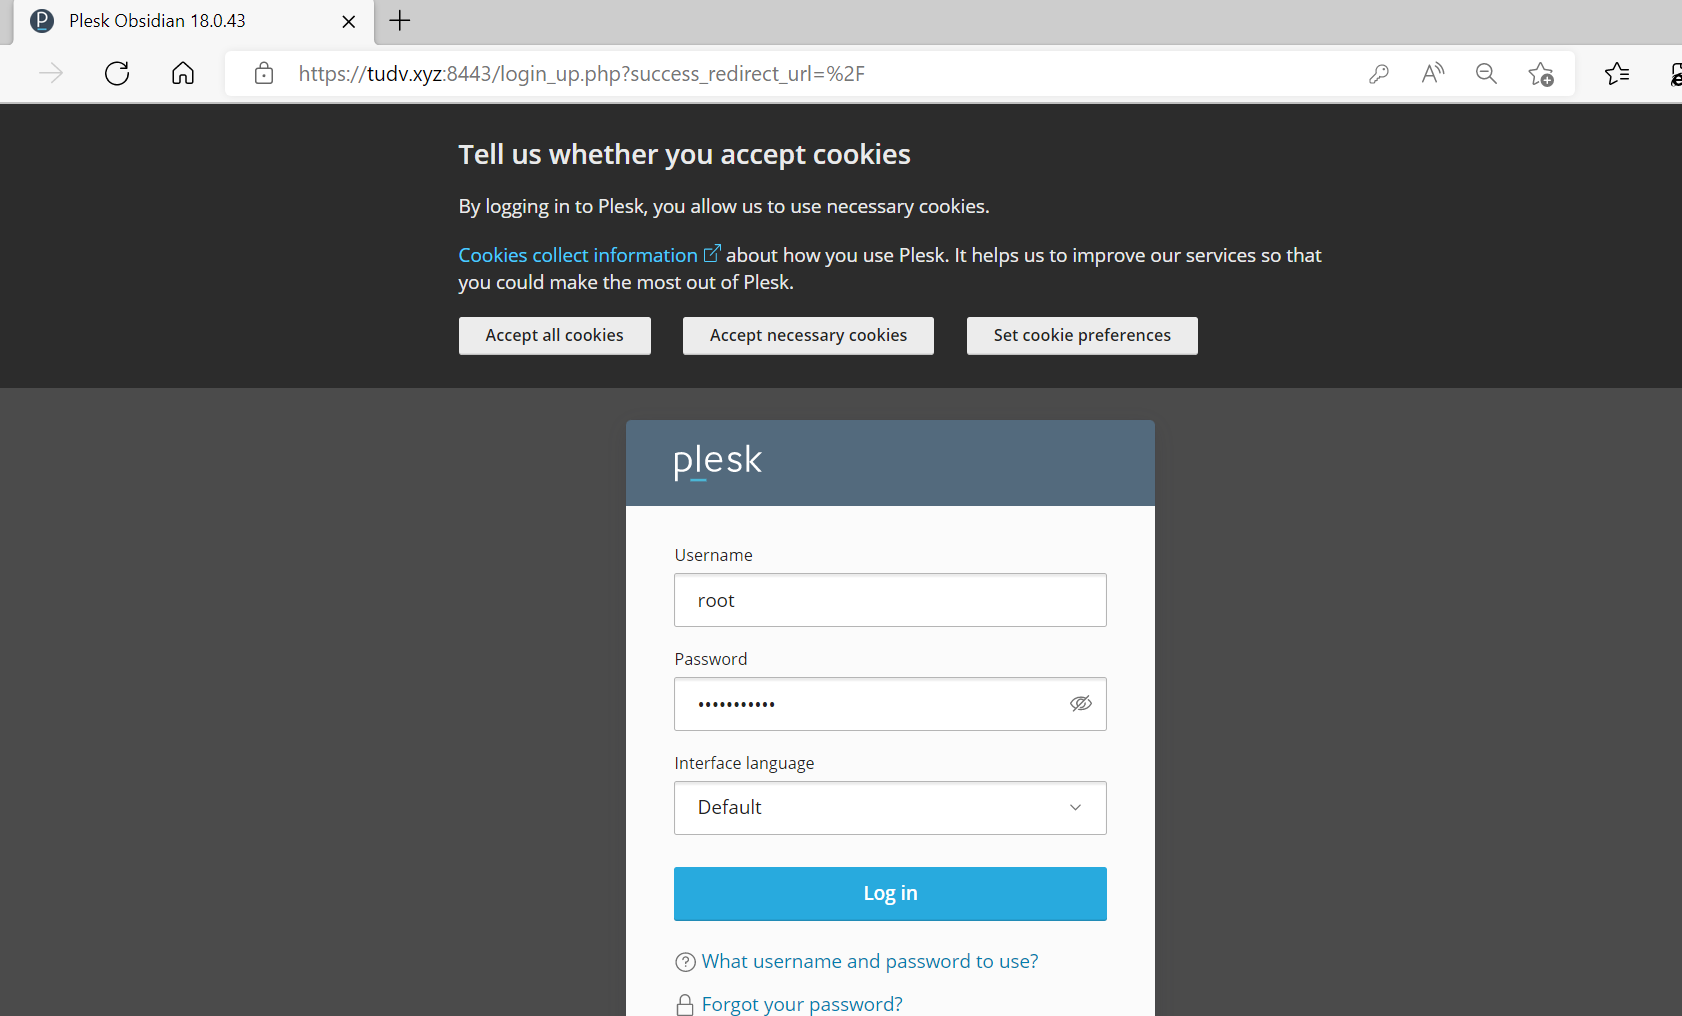 Plesk Obsidian 18.0.43
https://tudv.xyz:8443/login_up.php?success_redirect_url=%2F
Tell us whether you accept cookies
By logging in to Plesk, you allow us to use necessary cookies.
Cookies collect information about how you use Plesk. It helps us to improve our services so that
you could make the most out of Plesk.
Accept all cookies Accept necessary cookies Set cookie preferences
plesk
Username
root
Password
•••••••••••
Interface language
Default
Log in
What username and password to use?
Forgot your password?